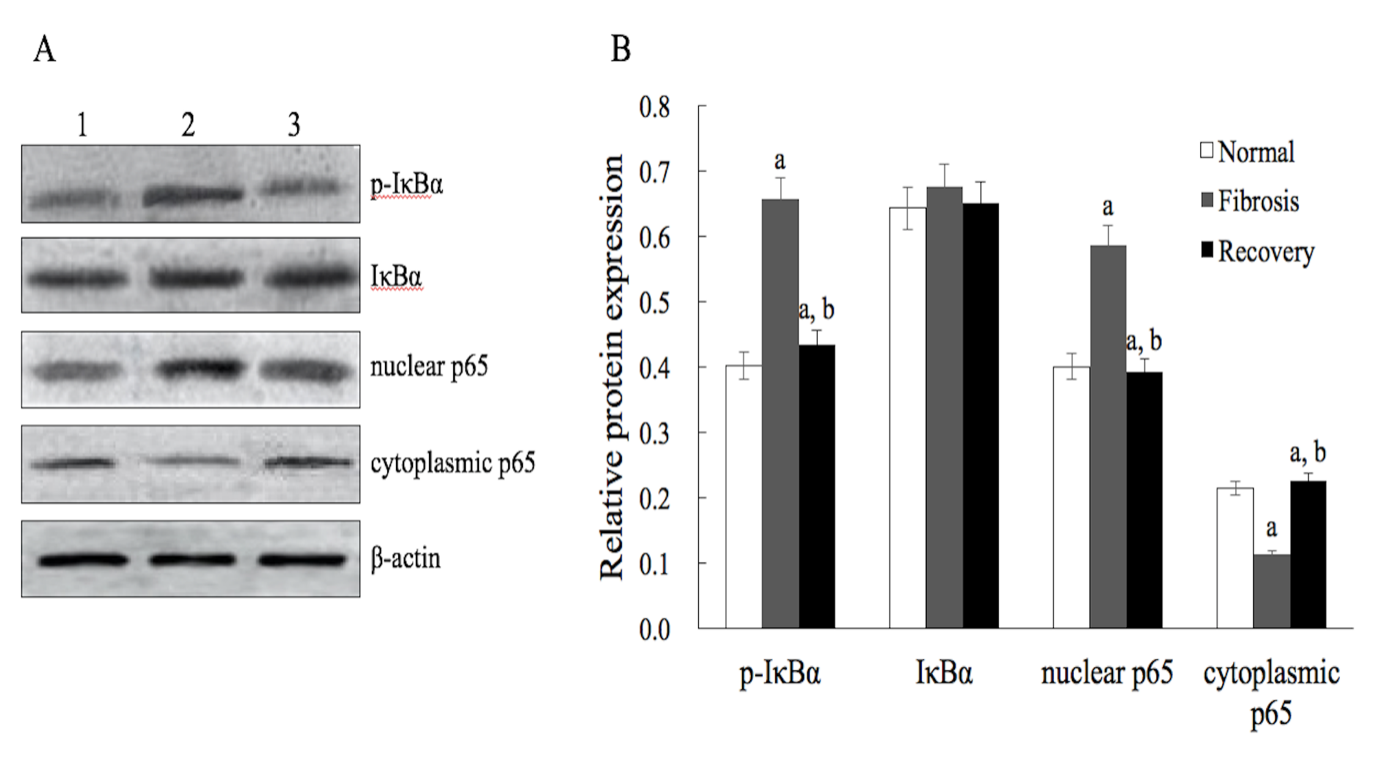 A
1 2 3
p-IκBα
IκBα
nuclear p65
cytoplasmic p65
β-actin
B
Relative protein expression
0.8
0.7
0.6
0.5
0.4
0.3
0.2
0.1
0.0
a
a, b
a
a, b
a
a, b
Normal
Fibrosis
Recovery
p-IκBα IκBα nuclear p65 cytoplasmic
p65